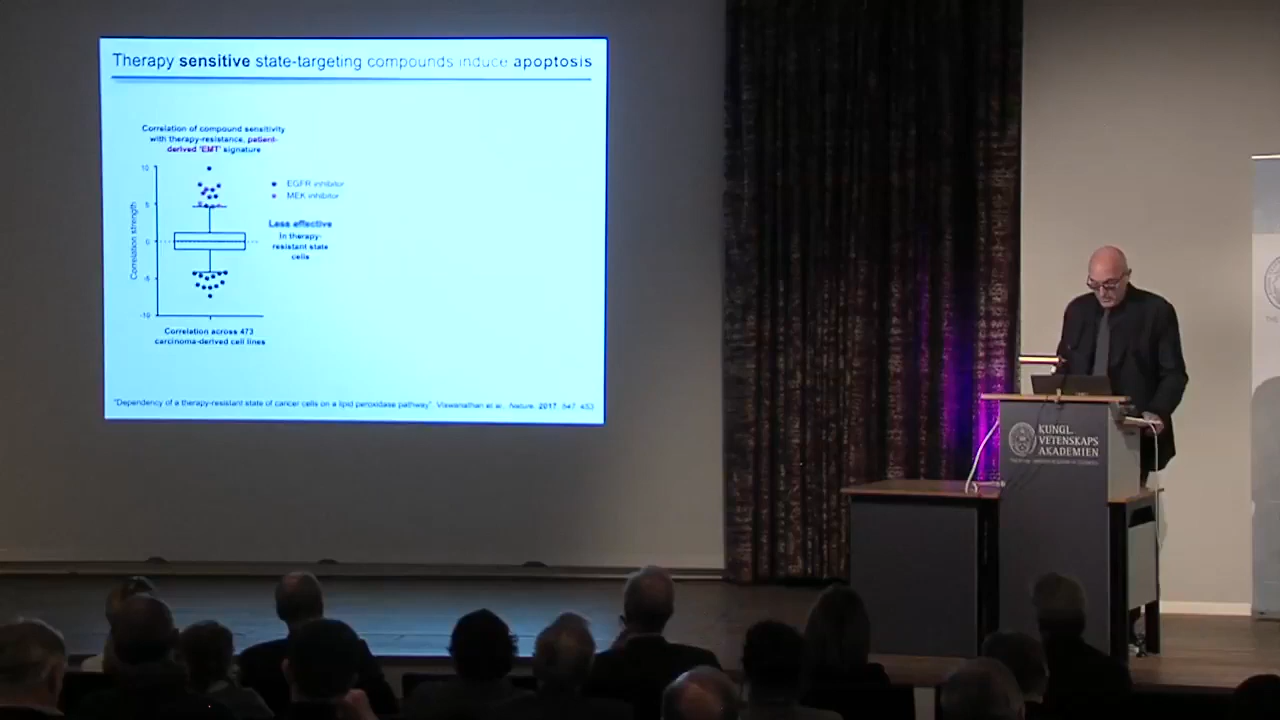 Therapy sensitive state-targeting compounds induce apoptosis
Correlation of compound sensitivity
with therapy-resistance, patient-
derived 'EMT' signature
Correlation strength
10
5
0
-5
-10
EGFR inhibitor
MEK inhibitor
Less effective
In therapy-
resistant state
cells
Correlation across 473
carcinoma-derived cell lines
"Dependency of a therapy-resistant state of cancer cells on a lipid peroxidase pathway" Viswanathan et al. Nature. 2017 547 453
KUNGL.
VETENSKAPS
AKADEMIEN